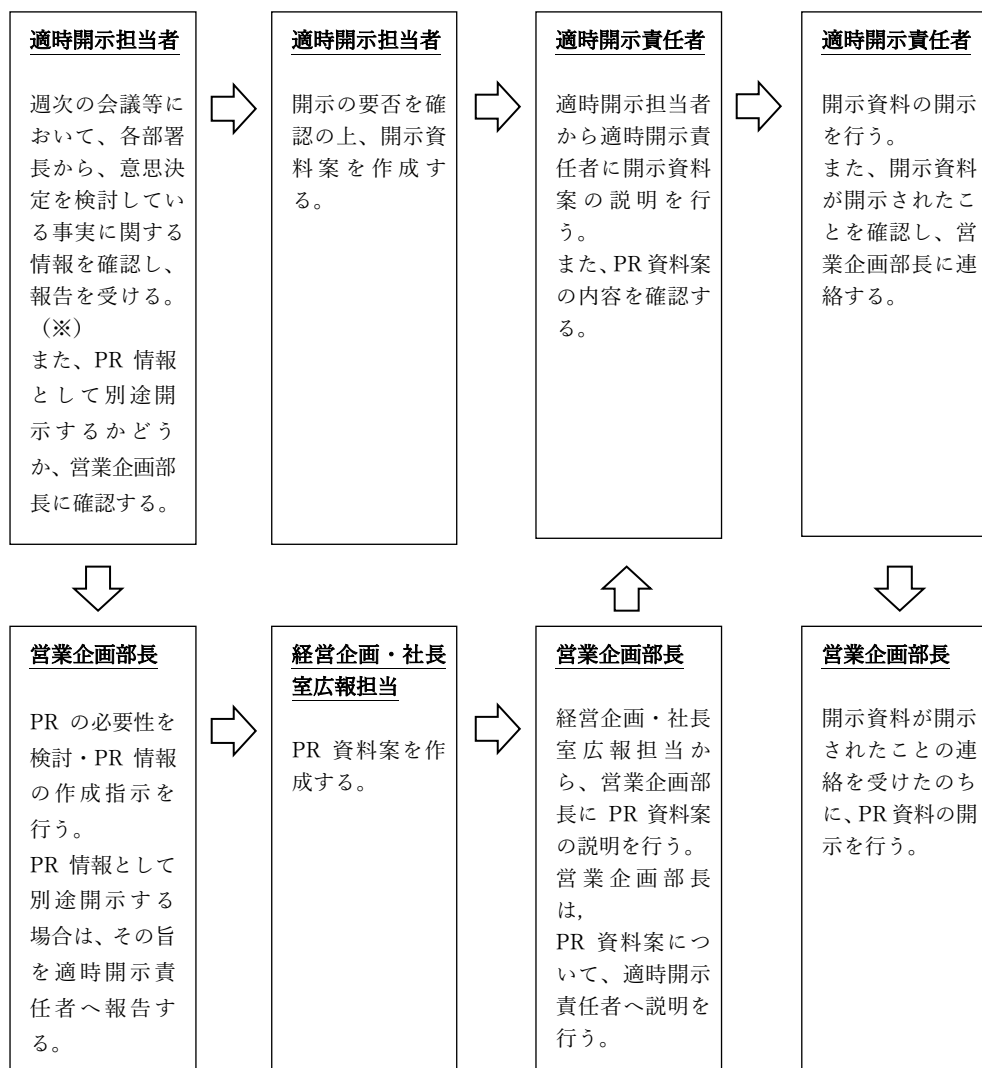 適時開示担当者
週次の会議等に
おいて、各部署
長から、意思決
定を検討してい
る事実に関する
情報を確認し、
報告を受ける。
（※）
また、PR 情報
として別途開
示するかどう
か、営業企画部
長に確認する。
適時開示担当者
開示の要否を確
認の上、開示資
料案を作成す
る。
適時開示責任者
適時開示担当者
から適時開示責
任者に開示資料
案の説明を行
う。
また、PR 資料案
の内容を確認す
る。
適時開示責任者
開示資料の開示
を行う。
また、開示資料
が開示されたこ
とを確認し、営
業企画部長に連
絡する。
営業企画部長
PR の必要性を
検討・PR 情報
の作成指示を
行う。
PR 情報として
別途開示する
場合は、その旨
を適時開示責
任者へ報告す
る。
経営企画・社長
室広報担当
PR 資料案を作
成する。
営業企画部長
経営企画・社長
室広報担当か
ら、営業企画部
長に PR 資料案
の説明を行う。
営業企画部長
は,
PR 資料案につ
いて、適時開示
責任者へ説明を
行う。
営業企画部長
開示資料が開示
されたことの連
絡を受けたのち
に、PR 資料の開
示を行う。